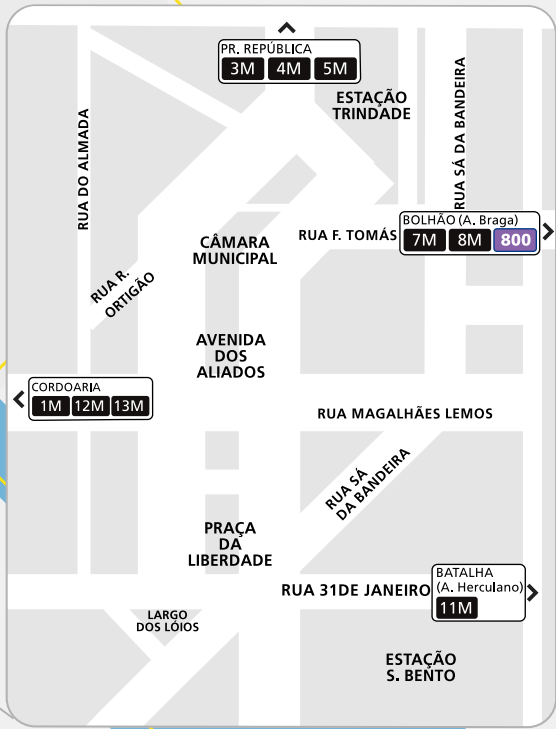 PR. REPÚBLICA
3M 4M 5M
ESTAÇÃO
TRINDADE
RUA DO ALMADA
RUA SÁ DA BANDEIRA
BOLHÃO (A. Braga)
7M 8M 800
RUA F. TOMÁS
CÂMARA
MUNICIPAL
RUA R.
ORTIGÃO
AVENIDA
DOS
ALIADOS
CORDOARIA
1M 12M 13M
RUA MAGALHÃES LEMOS
RUA SÁ
DA BANDEIRA
PRAÇA
DA
LIBERDADE
RUA 31DE JANEIRO
BATALHA
(A. Herculano)
11M
LARGO
DOS LÓIOS
ESTAÇÃO
S. BENTO